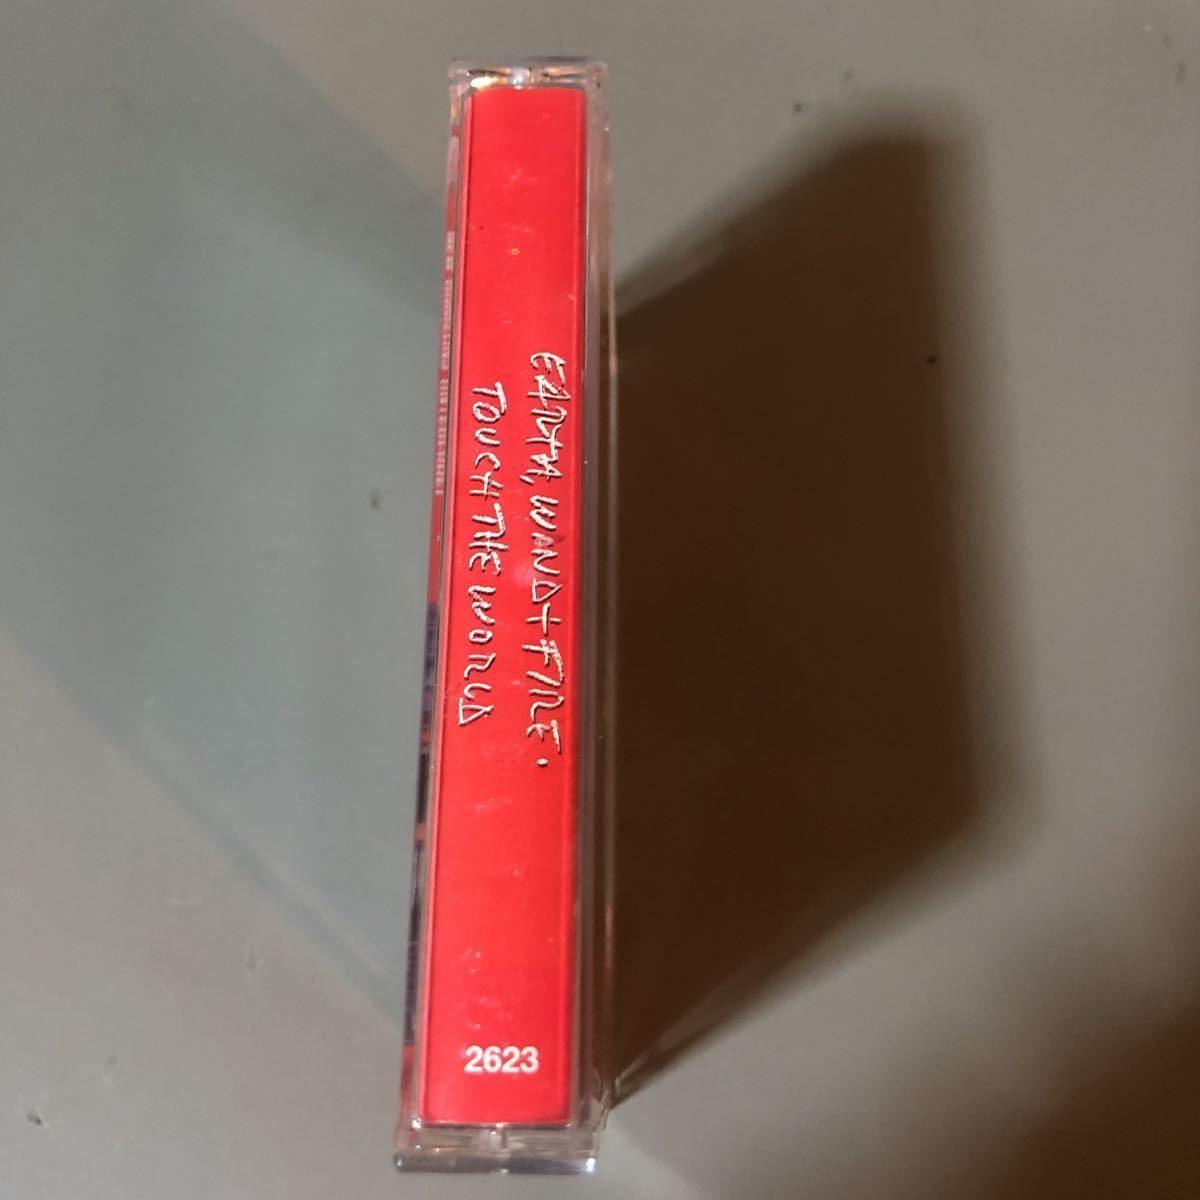 EARTH, WIND + FIRE.
TOUCH THE WORLD
2623